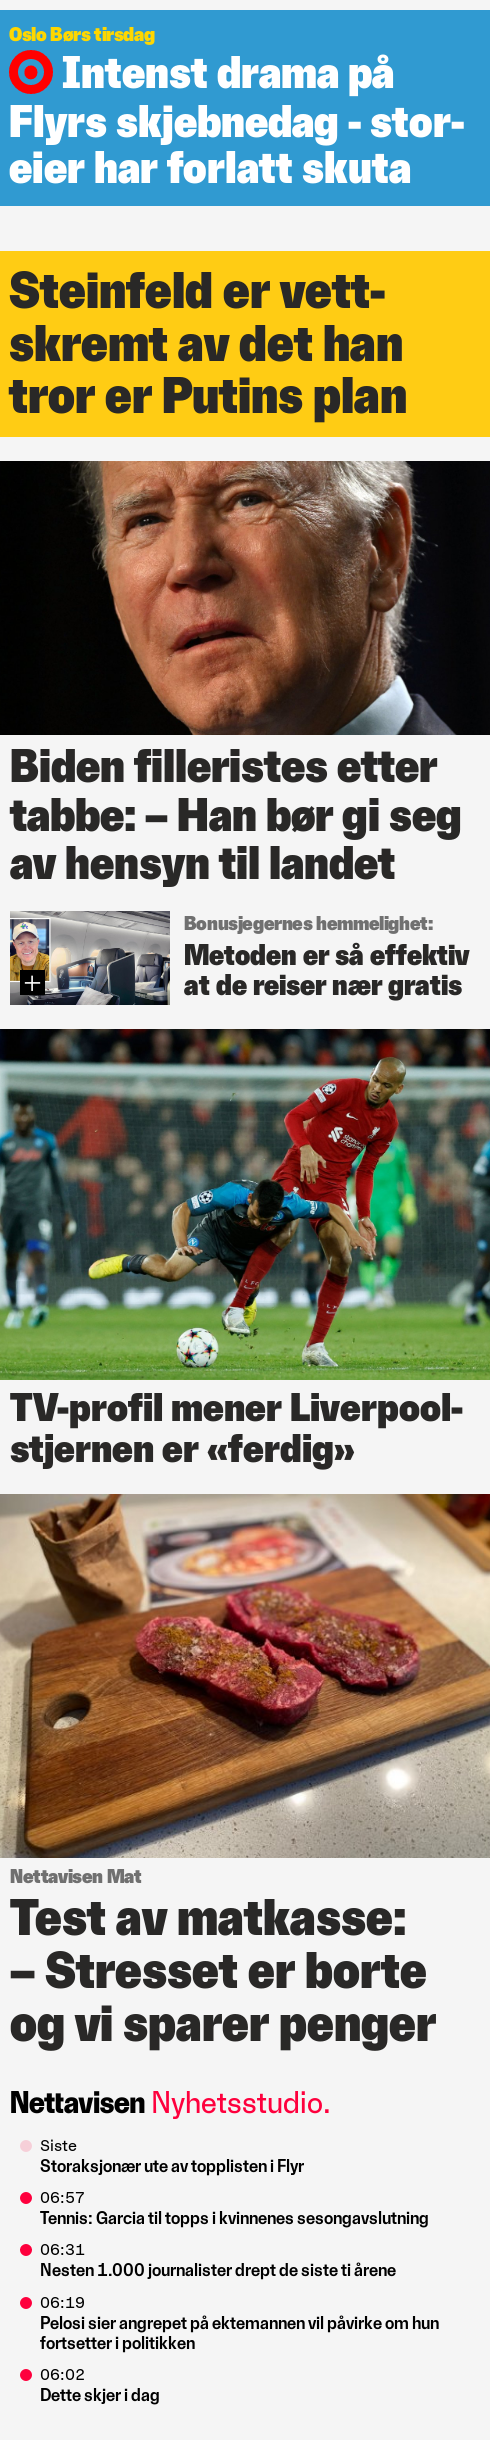 Oslo Børs tirsdag
Intenst drama på
Flyrs skjebnedag - stor-
eier har forlatt skuta
Steinfeld er vett-
skremt av det han
tror er Putins plan
Biden filleristes etter
tabbe: – Han bør gi seg
av hensyn til landet
Bonusjegernes hemmelighet:
Metoden er så effektiv
at de reiser nær gratis
TV-profil mener Liverpool-
stjernen er «ferdig»
Nettavisen Mat
Test av matkasse:
– Stresset er borte
og vi sparer penger
Nettavisen Nyhetsstudio.
Siste
Storaksjonær ute av topplisten i Flyr
06:57
Tennis: Garcia til topps i kvinnenes sesongavslutning
06:31
Nesten 1.000 journalister drept de siste ti årene
06:19
Pelosi sier angrepet på ektemannen vil påvirke om hun
fortsetter i politikken
06:02
Dette skjer i dag